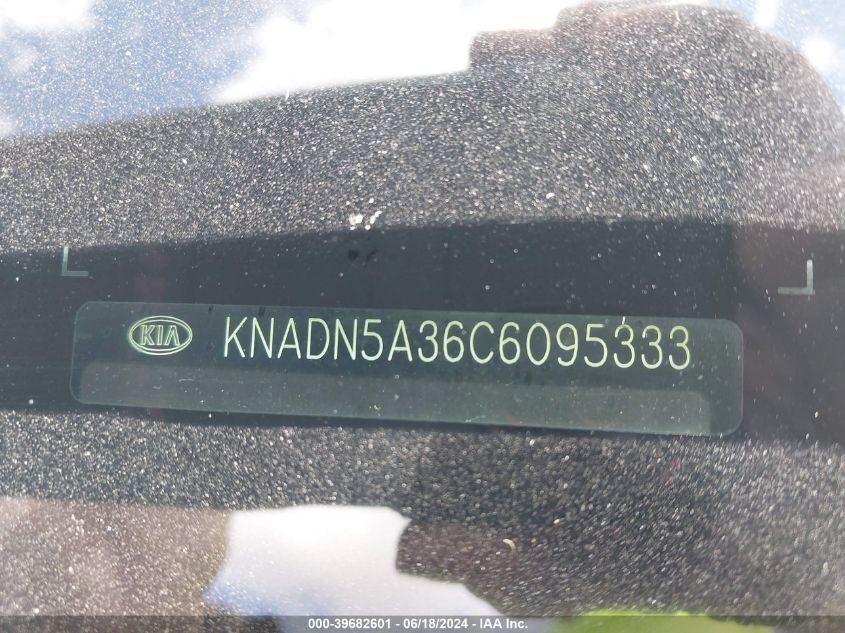 KIA KNADN5A36C6095333
000-39682601 - 06/18/2024 - IAA Inc.